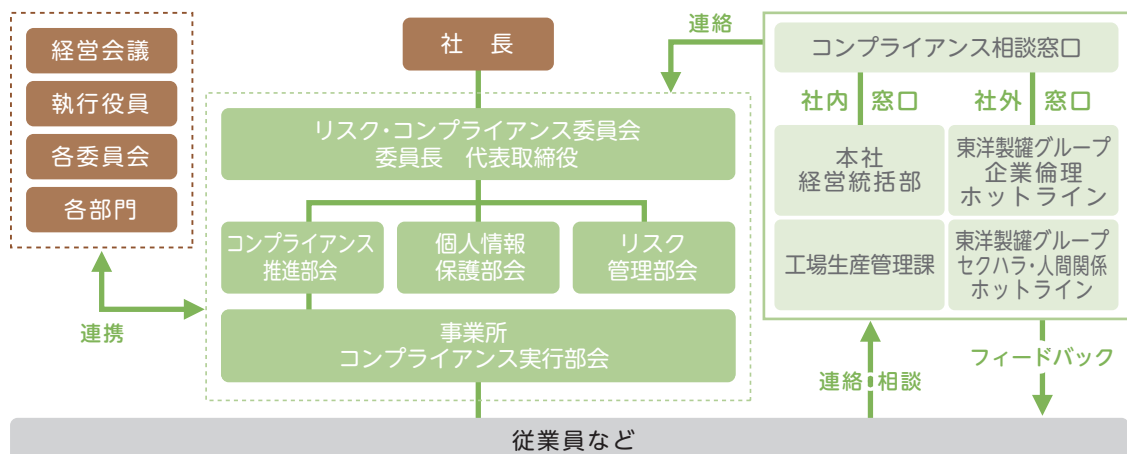 経営会議
執行役員
各委員会
各部門
連携
社 長
リスク・コンプライアンス委員会
委員長 代表取締役
コンプライアンス
推進部会
個人情報
保護部会
リスク
管理部会
事業所
コンプライアンス実行部会
連絡
コンプライアンス相談窓口
社内 窓口
社外 窓口
本社
経営統括部
東洋製罐グループ
企業倫理
ホットライン
工場生産管理課
東洋製罐グループ
セクハラ・人間関係
ホットライン
連絡・相談
フィードバック
従業員など